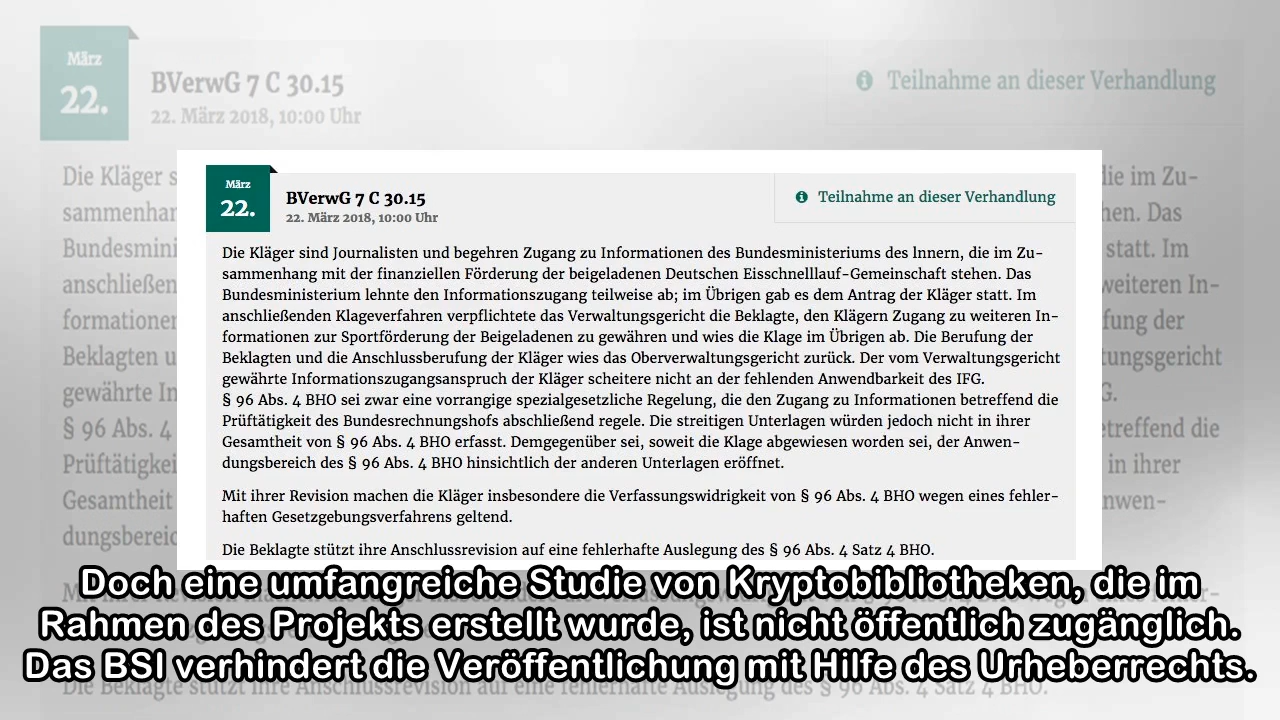 März
22.
BVerwG 7 C 30.15
22. März 2018, 10:00 Uhr
Teilnahme an dieser Verhandlung
Die Kläger sind Journalisten und begehren Zugang zu Informationen des Bundesministeriums des Innern, die im Zu-
sammenhang mit der finanziellen Förderung der beigeladenen Deutschen Eisschnelllauf-Gemeinschaft stehen. Das
Bundesministerium lehnte den Informationszugang teilweise ab; im Übrigen gab es dem Antrag der Kläger statt. Im
anschließenden Klageverfahren verpflichtete das Verwaltungsgericht die Beklagte, den Klägern Zugang zu weiteren In-
formationen zur Sportförderung der Beigeladenen zu gewähren und wies die Klage im Übrigen ab. Die Berufung der
Beklagten und die Anschlussberufung der Kläger wies das Oberverwaltungsgericht zurück. Der vom Verwaltungsgericht
gewährte Informationszugangsanspruch der Kläger scheitere nicht an der fehlenden Anwendbarkeit des IFG.
§ 96 Abs. 4 BHO sei zwar eine vorrangige spezialgesetzliche Regelung, die den Zugang zu Informationen betreffend die
Prüftätigkeit des Bundesrechnungshofs abschließend regele. Die streitigen Unterlagen würden jedoch nicht in ihrer
Gesamtheit von § 96 Abs. 4 BHO erfasst. Demgegenüber sei, soweit die Klage abgewiesen worden sei, der Anwen-
dungsbereich des § 96 Abs. 4 BHO hinsichtlich der anderen Unterlagen eröffnet.
Mit ihrer Revision machen die Kläger insbesondere die Verfassungswidrigkeit von § 96 Abs. 4 BHO wegen eines fehler-
haften Gesetzgebungsverfahrens geltend.
Die Beklagte stützt ihre Anschlussrevision auf eine fehlerhafte Auslegung des § 96 Abs. 4 Satz 4 BHO.
Doch eine umfangreiche Studie von Kryptobibliotheken, die im
Rahmen des Projekts erstellt wurde, ist nicht öffentlich zugänglich.
Das BSI verhindert die Veröffentlichung mit Hilfe des Urheberrechts.